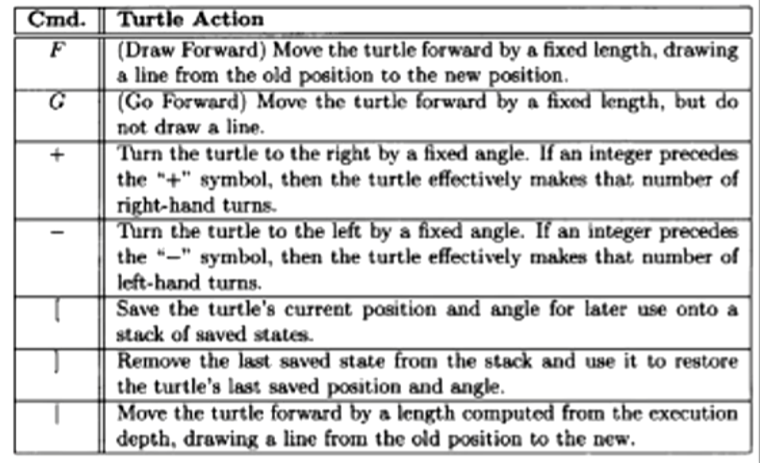 Cmd. Turtle Action
F (Draw Forward) Move the turtle forward by a fixed length, drawing
a line from the old position to the new position.
G (Go Forward) Move the turtle forward by a fixed length, but do
not draw a line.
+ Turn the turtle to the right by a fixed angle. If an integer precedes
the “+” symbol, then the turtle effectively makes that number of
right-hand turns.
− Turn the turtle to the left by a fixed angle. If an integer precedes
the “−” symbol, then the turtle effectively makes that number of
left-hand turns.
[ Save the turtle's current position and angle for later use onto a
stack of saved states.
] Remove the last saved state from the stack and use it to restore
the turtle's last saved position and angle.
| Move the turtle forward by a length computed from the execution
depth, drawing a line from the old position to the new.